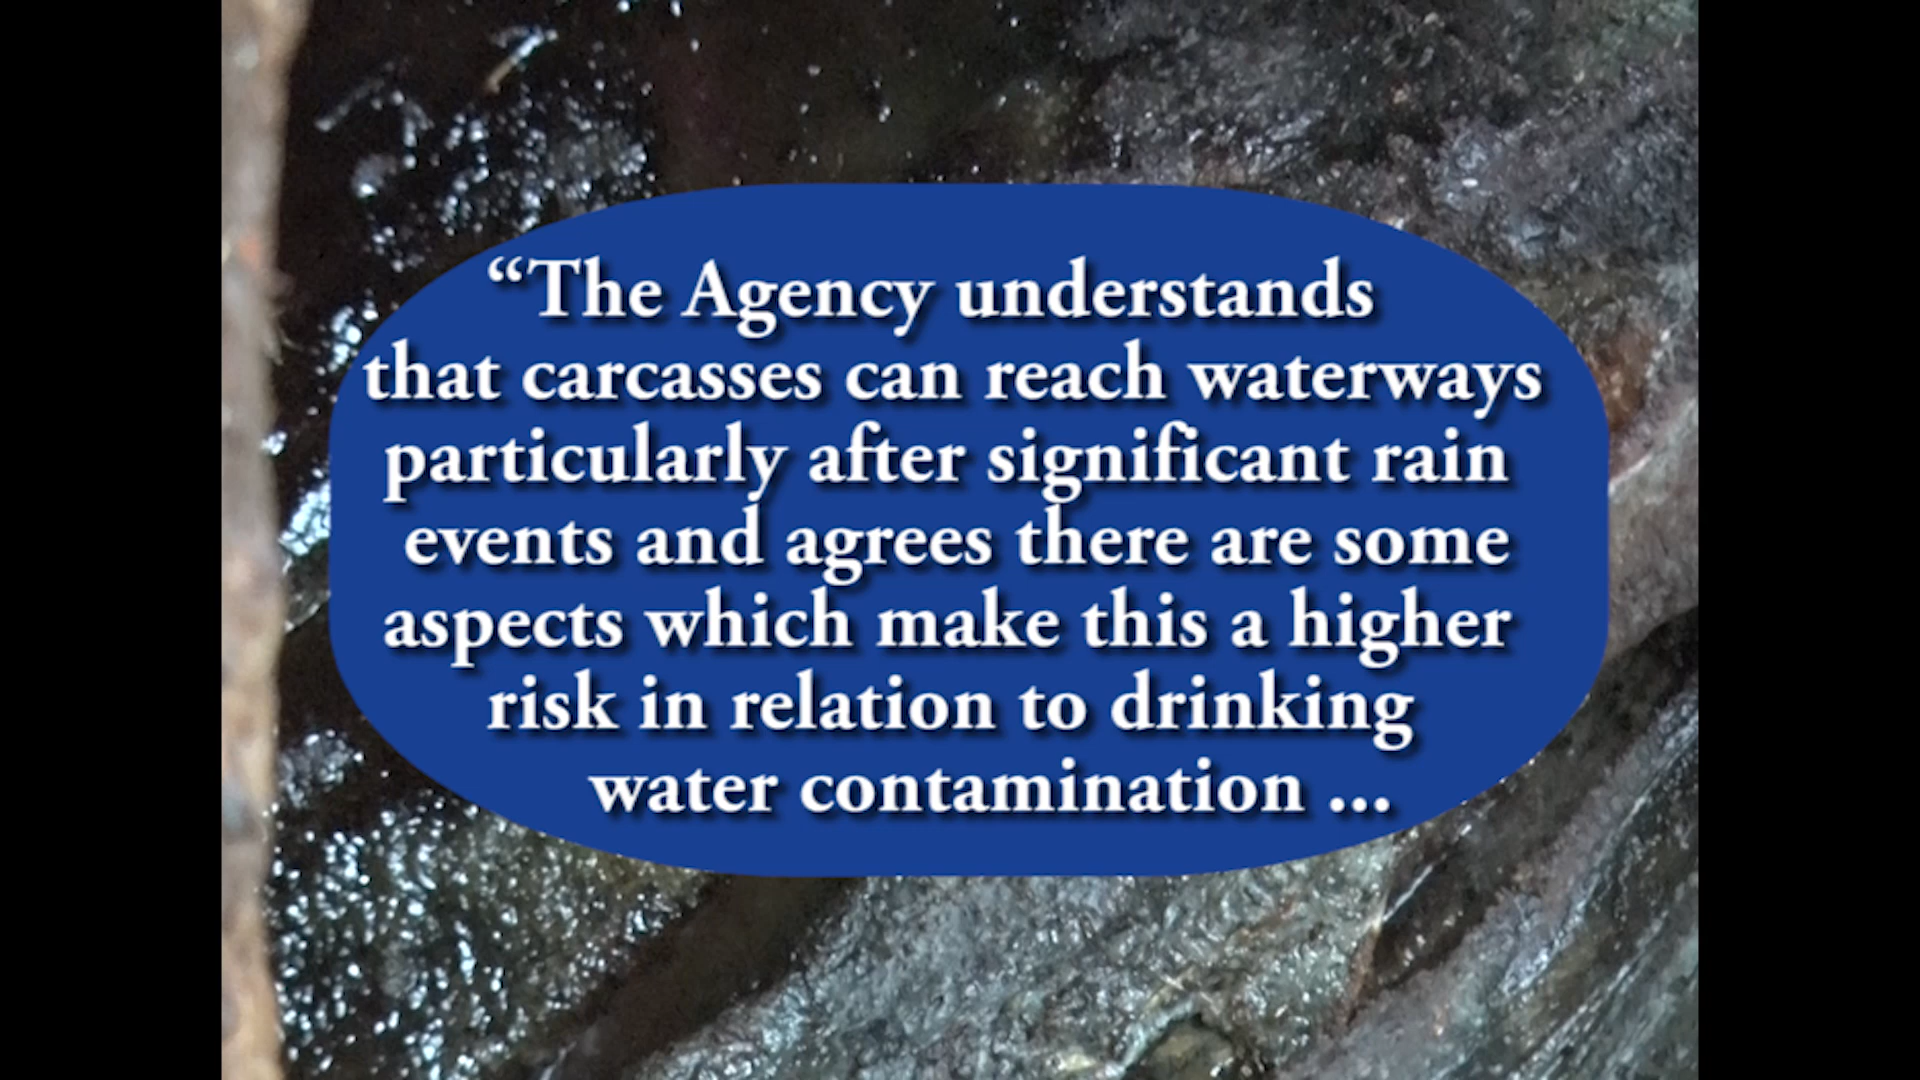 “The Agency understands
that carcasses can reach waterways
particularly after significant rain
events and agrees there are some
aspects which make this a higher
risk in relation to drinking
water contamination ...